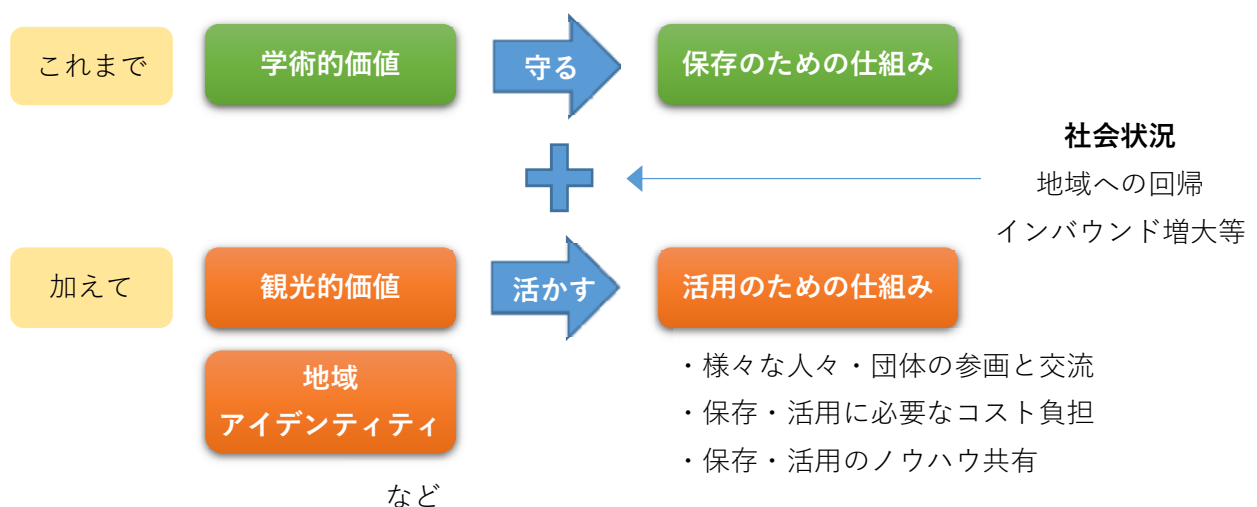 これまで
学術的価値
守る
保存のための仕組み
社会状況
地域への回帰
インバウンド増大等
加えて
観光的価値
活かす
活用のための仕組み
地域
アイデンティティ
など
・様々な人々・団体の参画と交流
・保存・活用に必要なコスト負担
・保存・活用のノウハウ共有